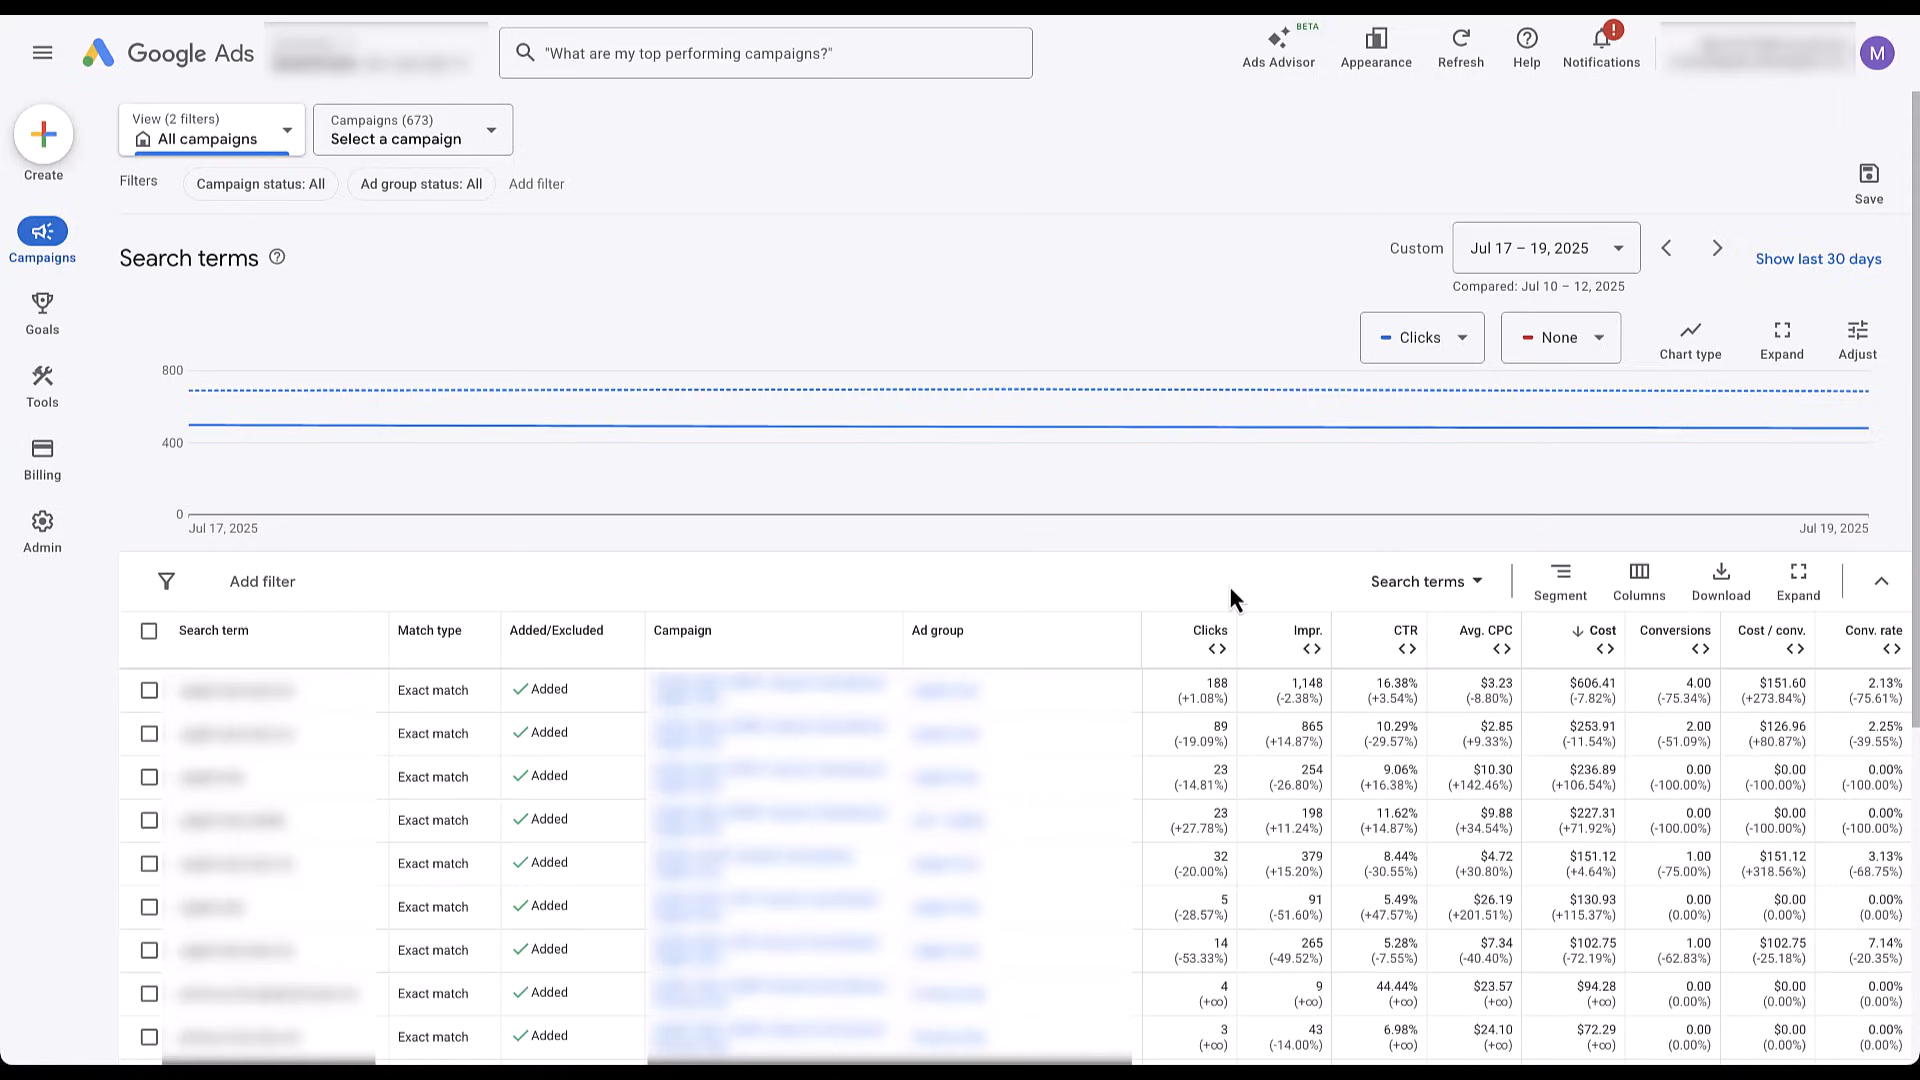 Google Ads
"What are my top performing campaigns?"
BETA
Ads Advisor
Appearance
Refresh
Help
!
Notifications
M
Create
Campaigns
Goals
Tools
Billing
Admin
View (2 filters)
All campaigns
Campaigns (673)
Select a campaign
Filters
Campaign status: All
Ad group status: All
Add filter
Save
Search terms
Custom
Jul 17 – 19, 2025
Show last 30 days
Compared: Jul 10 – 12, 2025
Clicks
None
Chart type
Expand
Adjust
800
400
0
Jul 17, 2025
Jul 19, 2025
Add filter
Search terms
Segment
Columns
Download
Expand
Search term Match type Added/Excluded Campaign Ad group Clicks Impr. CTR Avg. CPC Cost Conversions Cost / conv. Conv. rate
Exact match Added 188 1,148 16.38% $3.23 $606.41 4.00 $151.60 2.13%
(+1.08%) (-2.38%) (+3.54%) (-8.80%) (-7.82%) (-75.34%) (+273.84%) (-75.61%)
Exact match Added 89 865 10.29% $2.85 $253.91 2.00 $126.96 2.25%
(-19.09%) (+14.87%) (-29.57%) (+9.33%) (-11.54%) (-51.09%) (+80.87%) (-39.55%)
Exact match Added 23 254 9.06% $10.30 $236.89 0.00 $0.00 0.00%
(-14.81%) (-26.80%) (+16.38%) (+142.46%) (+106.54%) (-100.00%) (-100.00%) (-100.00%)
Exact match Added 23 198 11.62% $9.88 $227.31 0.00 $0.00 0.00%
(+27.78%) (+11.24%) (+14.87%) (+34.54%) (+71.92%) (-100.00%) (-100.00%) (-100.00%)
Exact match Added 32 379 8.44% $4.72 $151.12 1.00 $151.12 3.13%
(-20.00%) (+15.20%) (-30.55%) (+30.80%) (+4.64%) (-75.00%) (+318.56%) (-68.75%)
Exact match Added 5 91 5.49% $26.19 $130.93 0.00 $0.00 0.00%
(-28.57%) (-51.60%) (+47.57%) (+201.51%) (+115.37%) (0.00%) (0.00%) (0.00%)
Exact match Added 14 265 5.28% $7.34 $102.75 1.00 $102.75 7.14%
(-53.33%) (-49.52%) (-7.55%) (-40.40%) (-72.19%) (-62.83%) (-25.18%) (-20.35%)
Exact match Added 4 9 44.44% $23.57 $94.28 0.00 $0.00 0.00%
(+∞) (+∞) (+∞) (+∞) (+∞) (0.00%) (0.00%) (0.00%)
Exact match Added 3 43 6.98% $24.10 $72.29 0.00 $0.00 0.00%
(+∞) (-14.00%) (+∞) (+∞) (+∞) (0.00%) (0.00%) (0.00%)